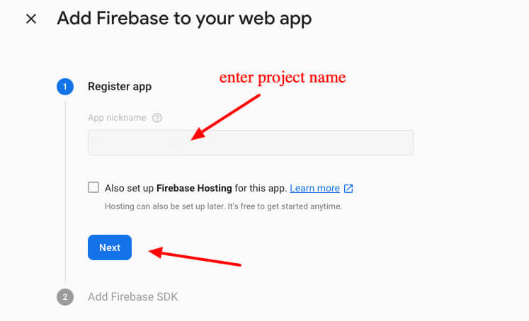 Add Firebase to your web app
1
Register app
enter project name
App nickname
Also set up Firebase Hosting for this app. Learn more
Hosting can also be set up later. It's free to get started anytime.
Next
2
Add Firebase SDK